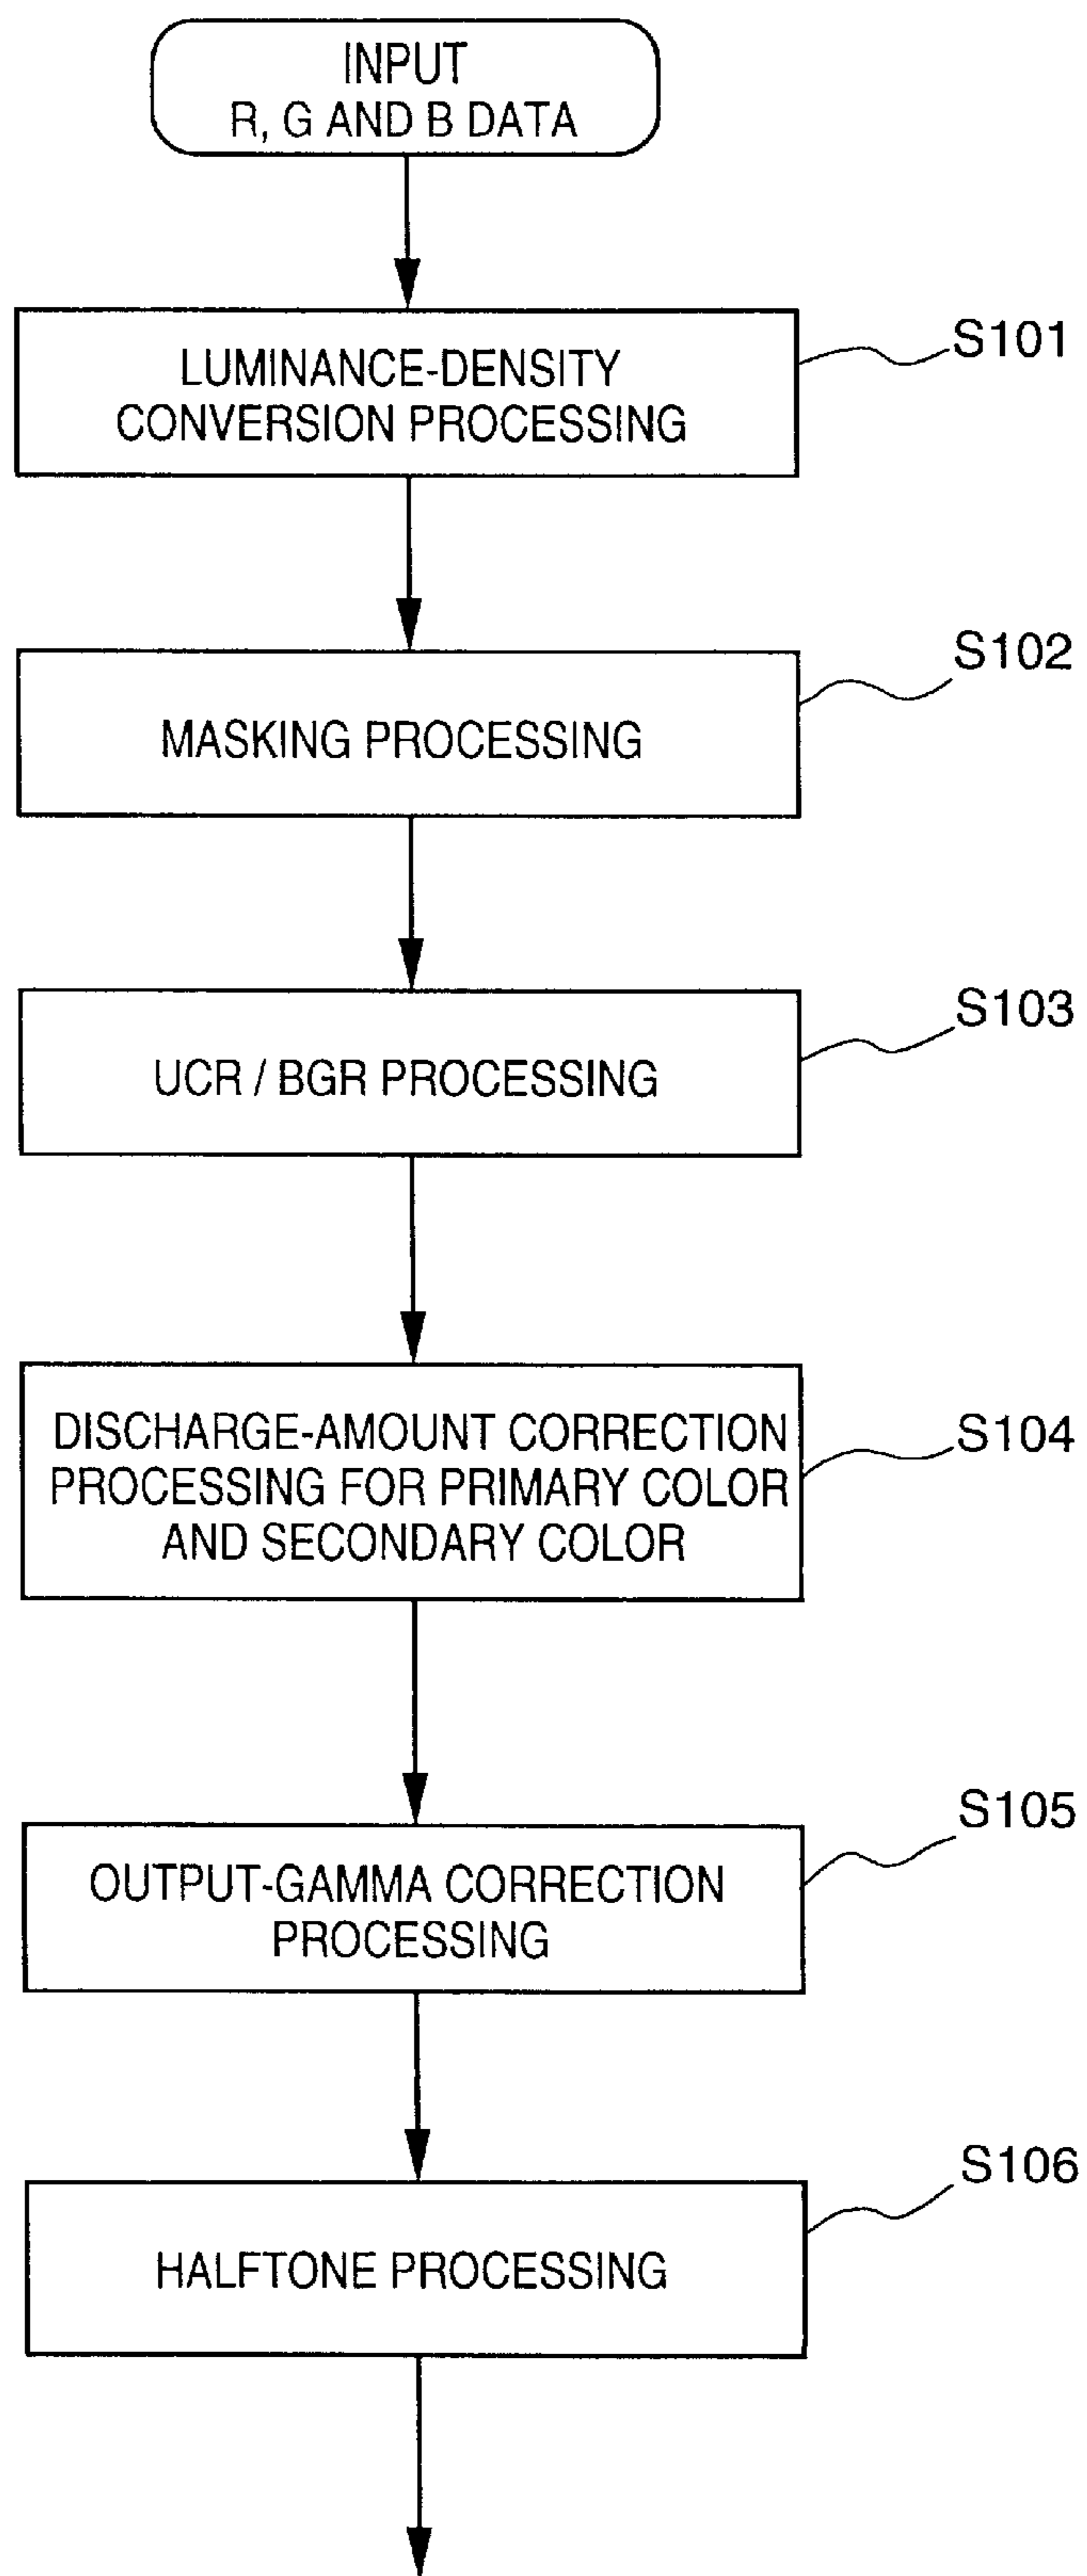 INPUT
R, G AND B DATA
LUMINANCE-DENSITY
CONVERSION PROCESSING
S101
MASKING PROCESSING
S102
UCR / BGR PROCESSING
S103
DISCHARGE-AMOUNT CORRECTION
PROCESSING FOR PRIMARY COLOR
AND SECONDARY COLOR
S104
OUTPUT-GAMMA CORRECTION
PROCESSING
S105
HALFTONE PROCESSING
S106